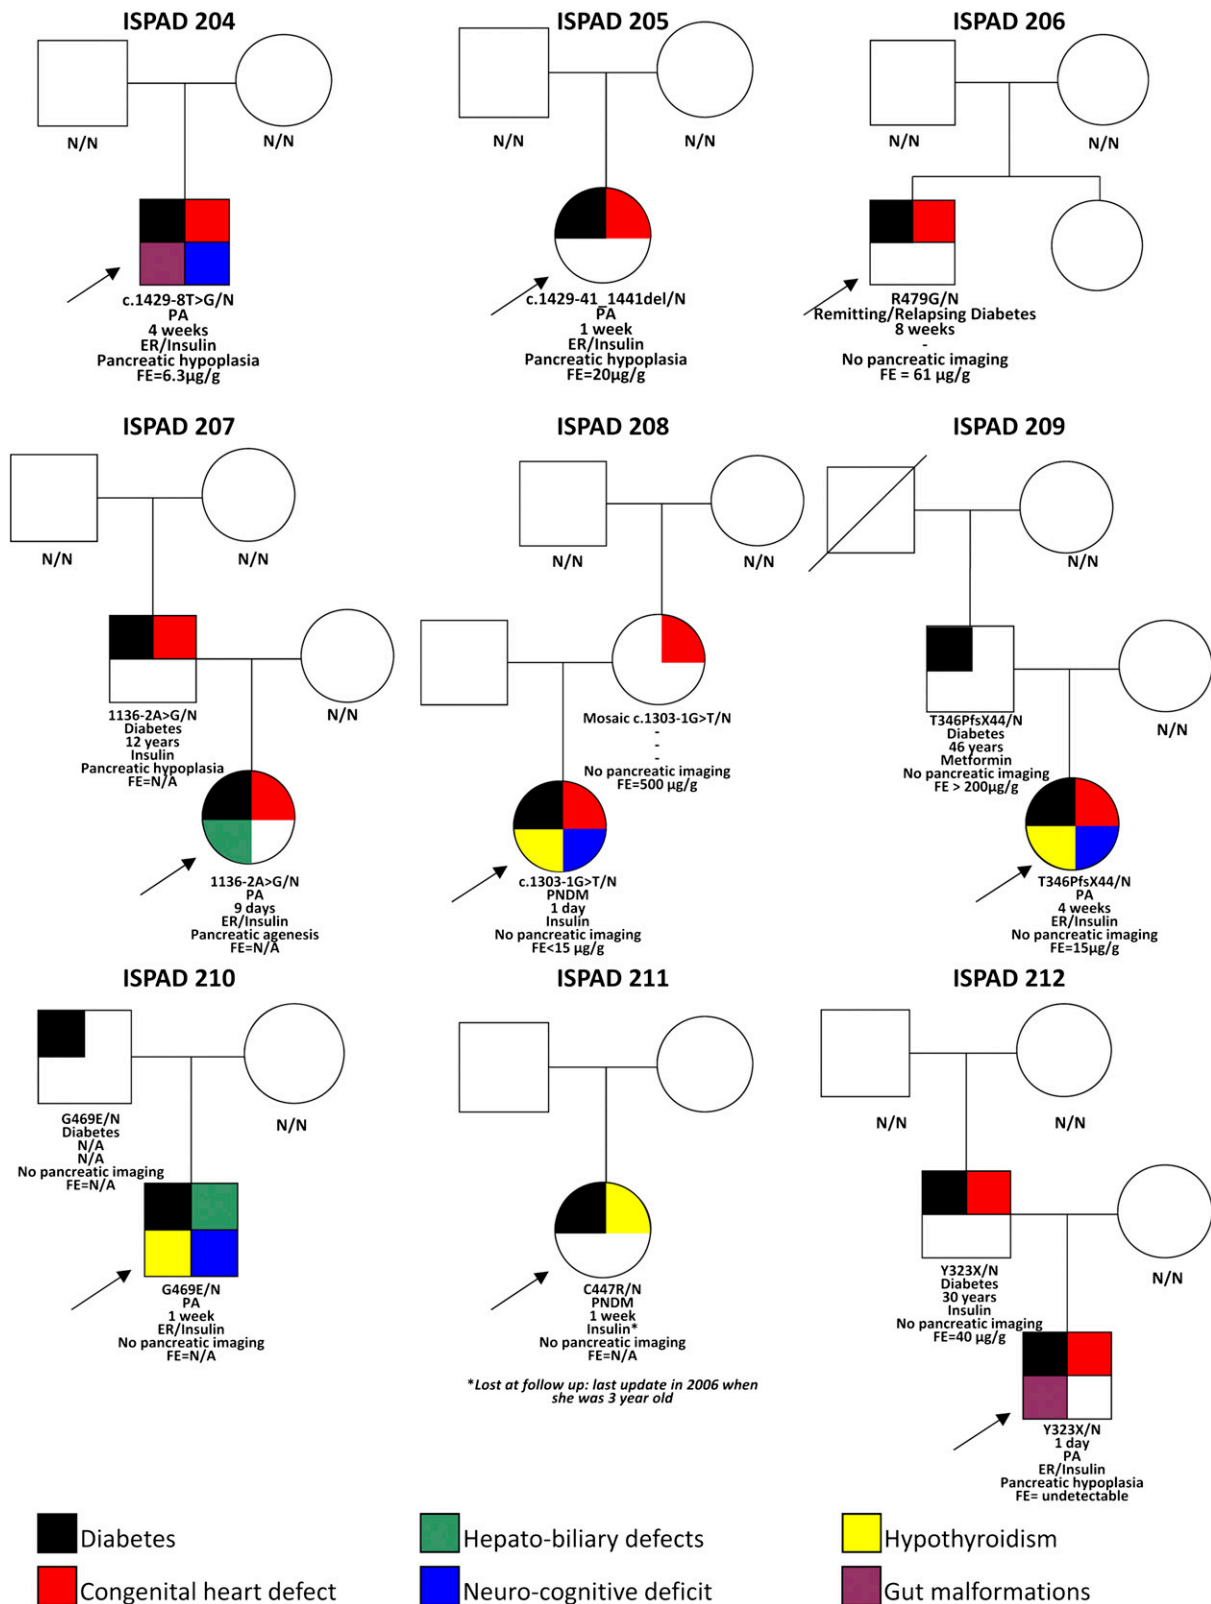 ISPAD 204
N/N
N/N
c.1429-8T>G/N
PA
4 weeks
ER/Insulin
Pancreatic hypoplasia
FE=6.3µg/g
ISPAD 205
N/N
N/N
c.1429-41_1441del/N
PA
1 week
ER/Insulin
Pancreatic hypoplasia
FE=20µg/g
ISPAD 206
N/N
N/N
R479G/N
Remitting/Relapsing Diabetes
8 weeks
-
No pancreatic imaging
FE = 61 µg/g
ISPAD 207
N/N
N/N
1136-2A>G/N
Diabetes
12 years
Insulin
Pancreatic hypoplasia
FE=N/A
N/N
1136-2A>G/N
PA
9 days
ER/Insulin
Pancreatic agenesis
FE=N/A
ISPAD 208
N/N
N/N
Mosaic c.1303-1G>T/N
-
-
-
No pancreatic imaging
FE=500 µg/g
c.1303-1G>T/N
PNDM
1 day
Insulin
No pancreatic imaging
FE<15 µg/g
ISPAD 209
N/N
T346PfsX44/N
Diabetes
46 years
Metformin
No pancreatic imaging
FE > 200µg/g
N/N
T346PfsX44/N
PA
4 weeks
ER/Insulin
No pancreatic imaging
FE=15µg/g
ISPAD 210
G469E/N
Diabetes
N/A
N/A
No pancreatic imaging
FE=N/A
N/N
G469E/N
PA
1 week
ER/Insulin
No pancreatic imaging
FE=N/A
ISPAD 211
C447R/N
PNDM
1 week
Insulin*
No pancreatic imaging
FE=N/A
*Lost at follow up: last update in 2006 when
she was 3 year old
ISPAD 212
N/N
N/N
Y323X/N
Diabetes
30 years
Insulin
No pancreatic imaging
FE=40 µg/g
N/N
Y323X/N
1 day
PA
ER/Insulin
Pancreatic hypoplasia
FE= undetectable
Diabetes
Hepato-biliary defects
Hypothyroidism
Congenital heart defect
Neuro-cognitive deficit
Gut malformations